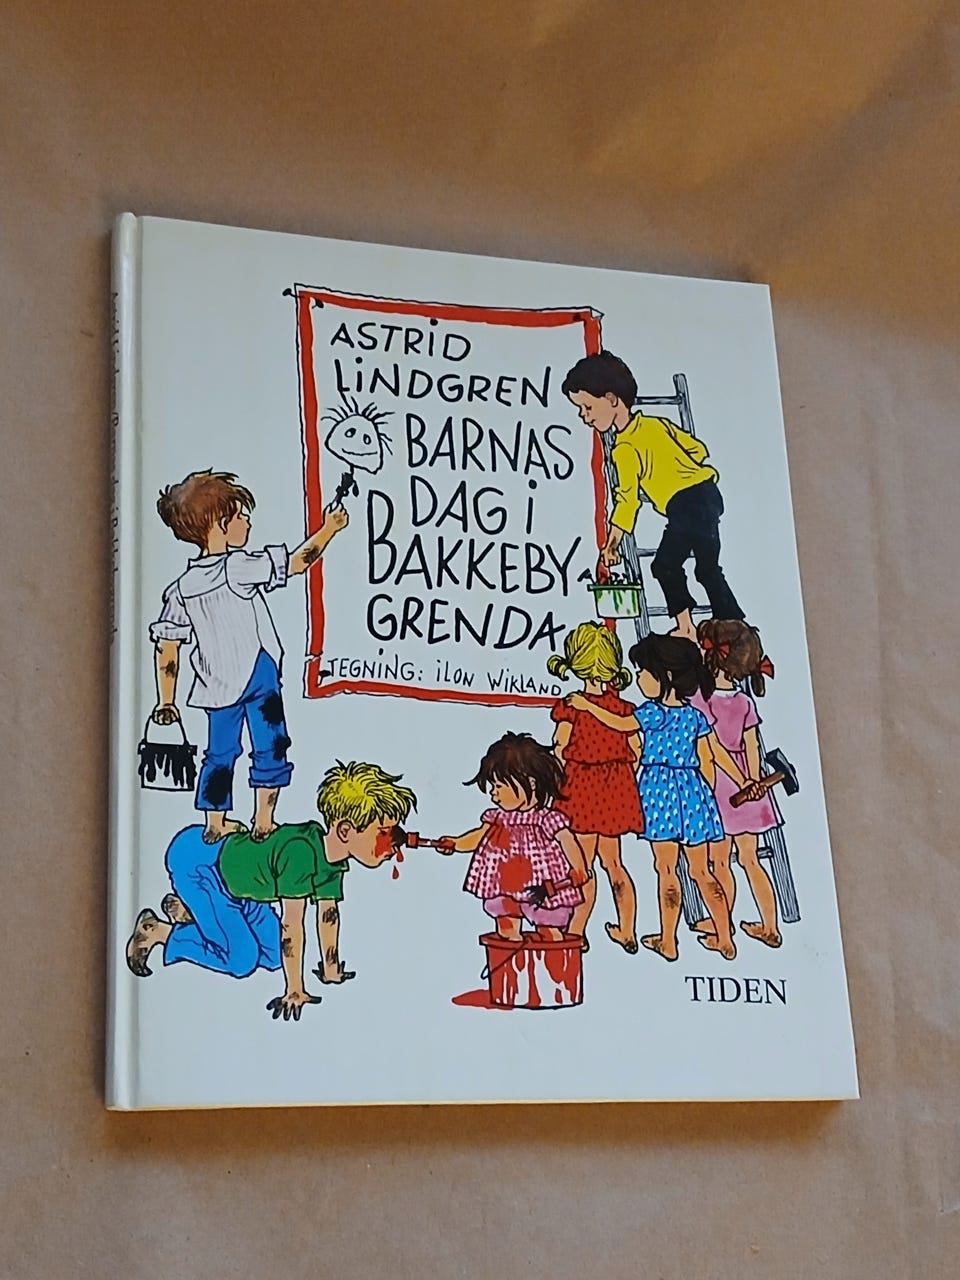 ASTRID
LINDGREN
BARNAS
DAG I
BAKKEBY-
GRENDA
TEGNING: ILON WIKLAND
TIDEN